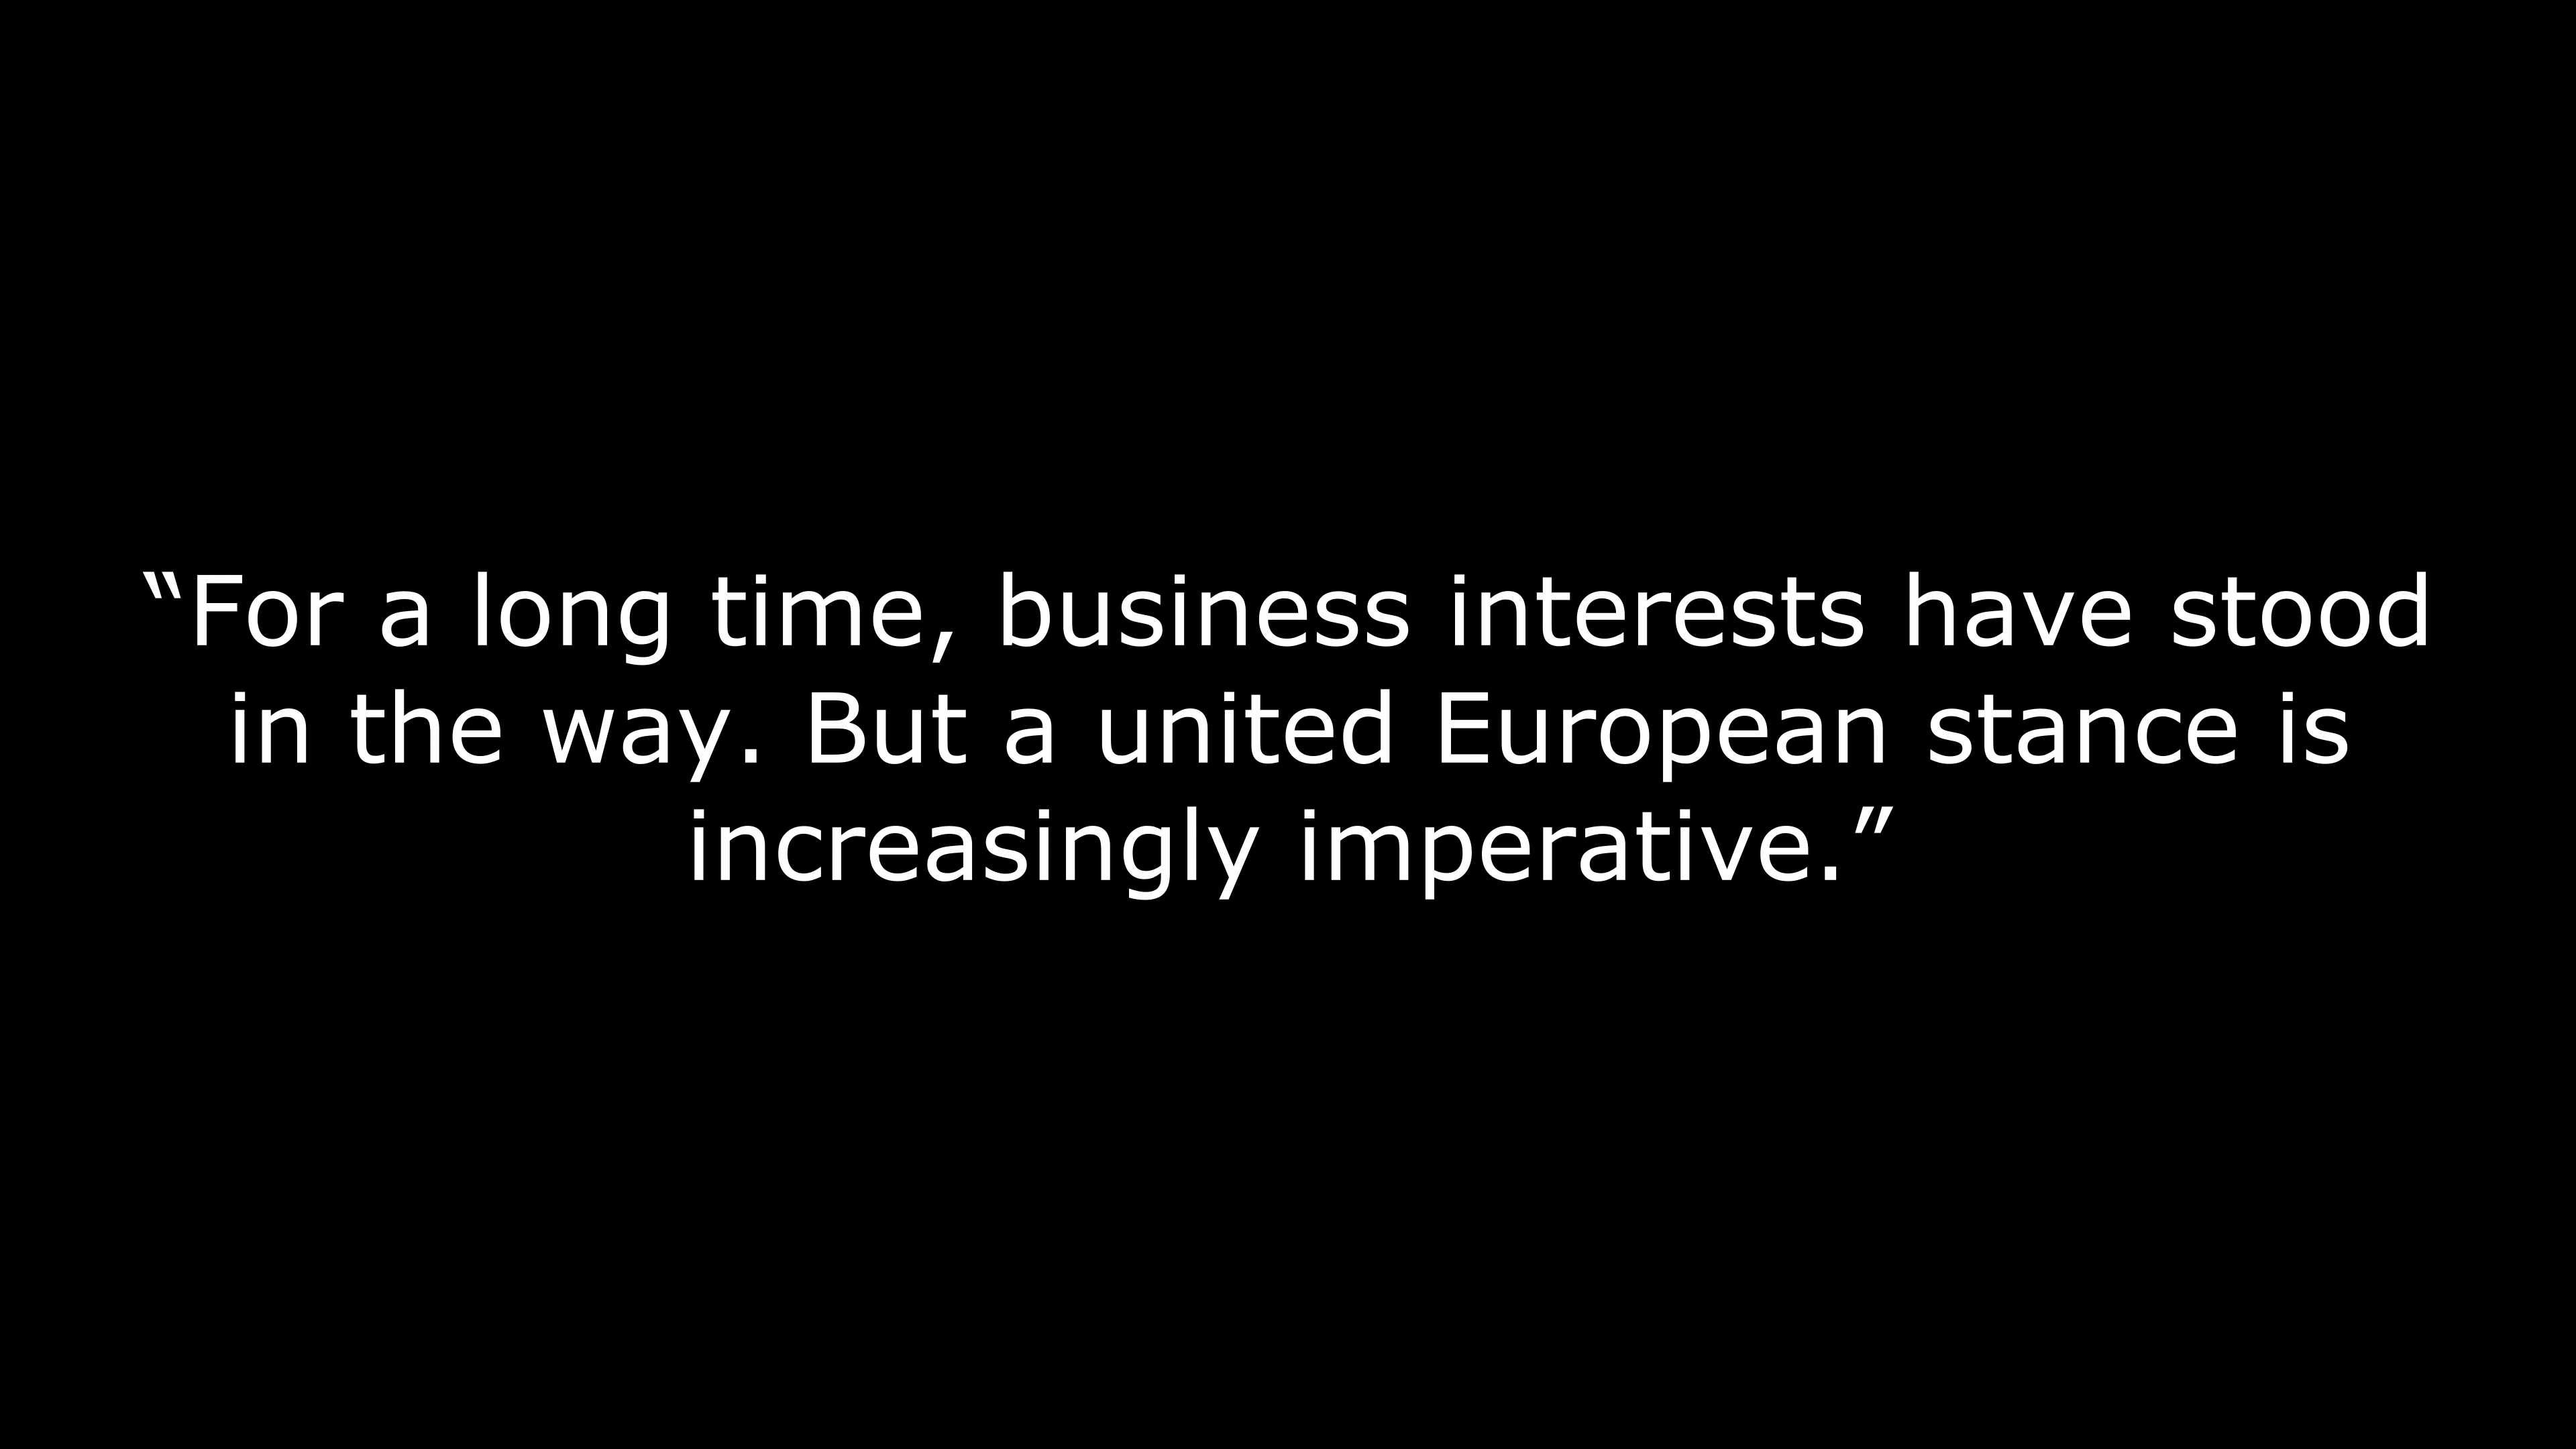 “For a long time, business interests have stood
in the way. But a united European stance is
increasingly imperative.”